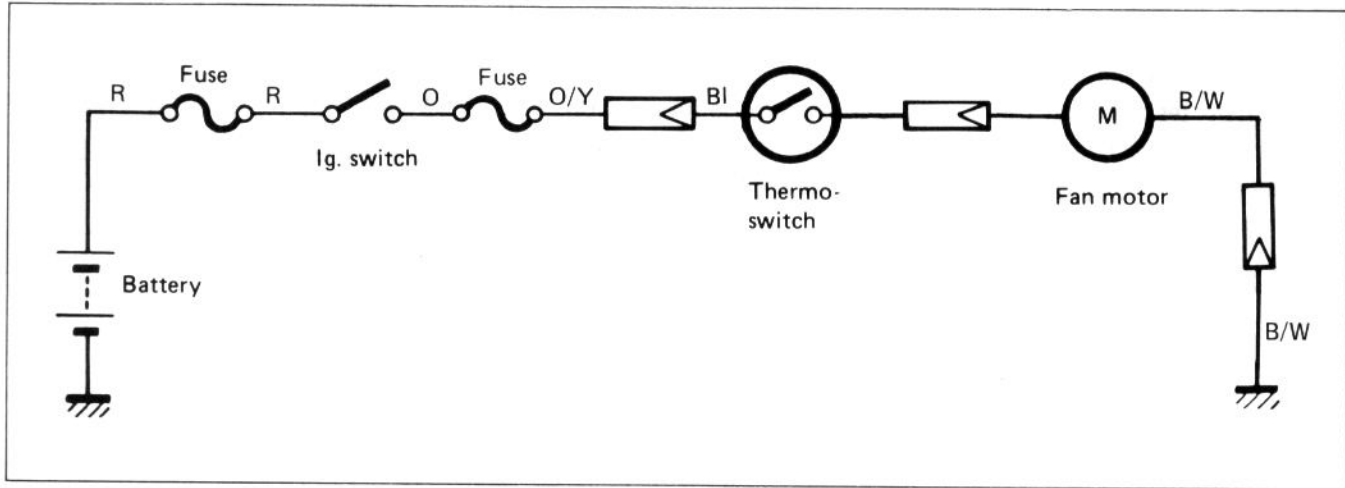 Fuse
Fuse
R
R
O
O/Y
Bl
M
B/W
Ig. switch
Thermo-
switch
Fan motor
Battery
B/W